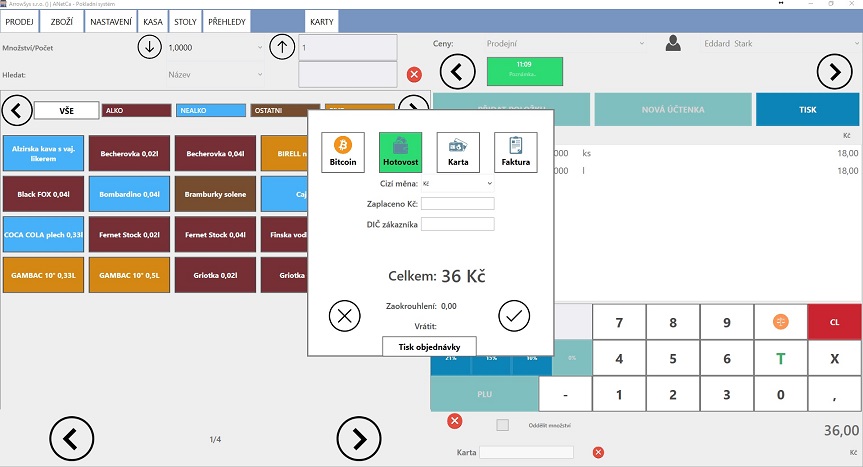 ArrowSys s.r.o. () | ANetCa - Pokladní systém
PRODEJ ZBOŽÍ NASTAVENÍ KASA STOLY PŘEHLEDY KARTY
Množství/Počet 1,0000 1 Ceny: Prodejní Eddard Stark
11:09
Poznámka..
Hledat: Název
VŠE ALKO NEALKO OSTATNI
PŘIDAT POLOŽKU NOVÁ ÚČTENKA TISK
Kč
Alzirska kava s vaj. likerem Becherovka 0,02l Becherovka 0,04l BIRELL
000 ks 18,00
l 18,00
Black FOX 0,04l Bombardino 0,04l Bramburky solene Caj
COCA COLA plech 0,33l Fernet Stock 0,02l Fernet Stock 0,04l Finska vod
GAMBAC 10° 0,33L GAMBAC 10° 0,5L Griotka 0,02l Griotka
Bitcoin Hotovost Karta Faktura
Cizí měna: Kč
Zaplaceno Kč:
DIČ zákazníka
Celkem: 36 Kč
Zaokrouhlení: 0,00
Vrátit:
Tisk objednávky
7 8 9 CL
21% 15% 10% 0% 4 5 6 T X
PLU - 1 2 3 0 ,
1/4
Oddělit množství 36,00
Karta Kč